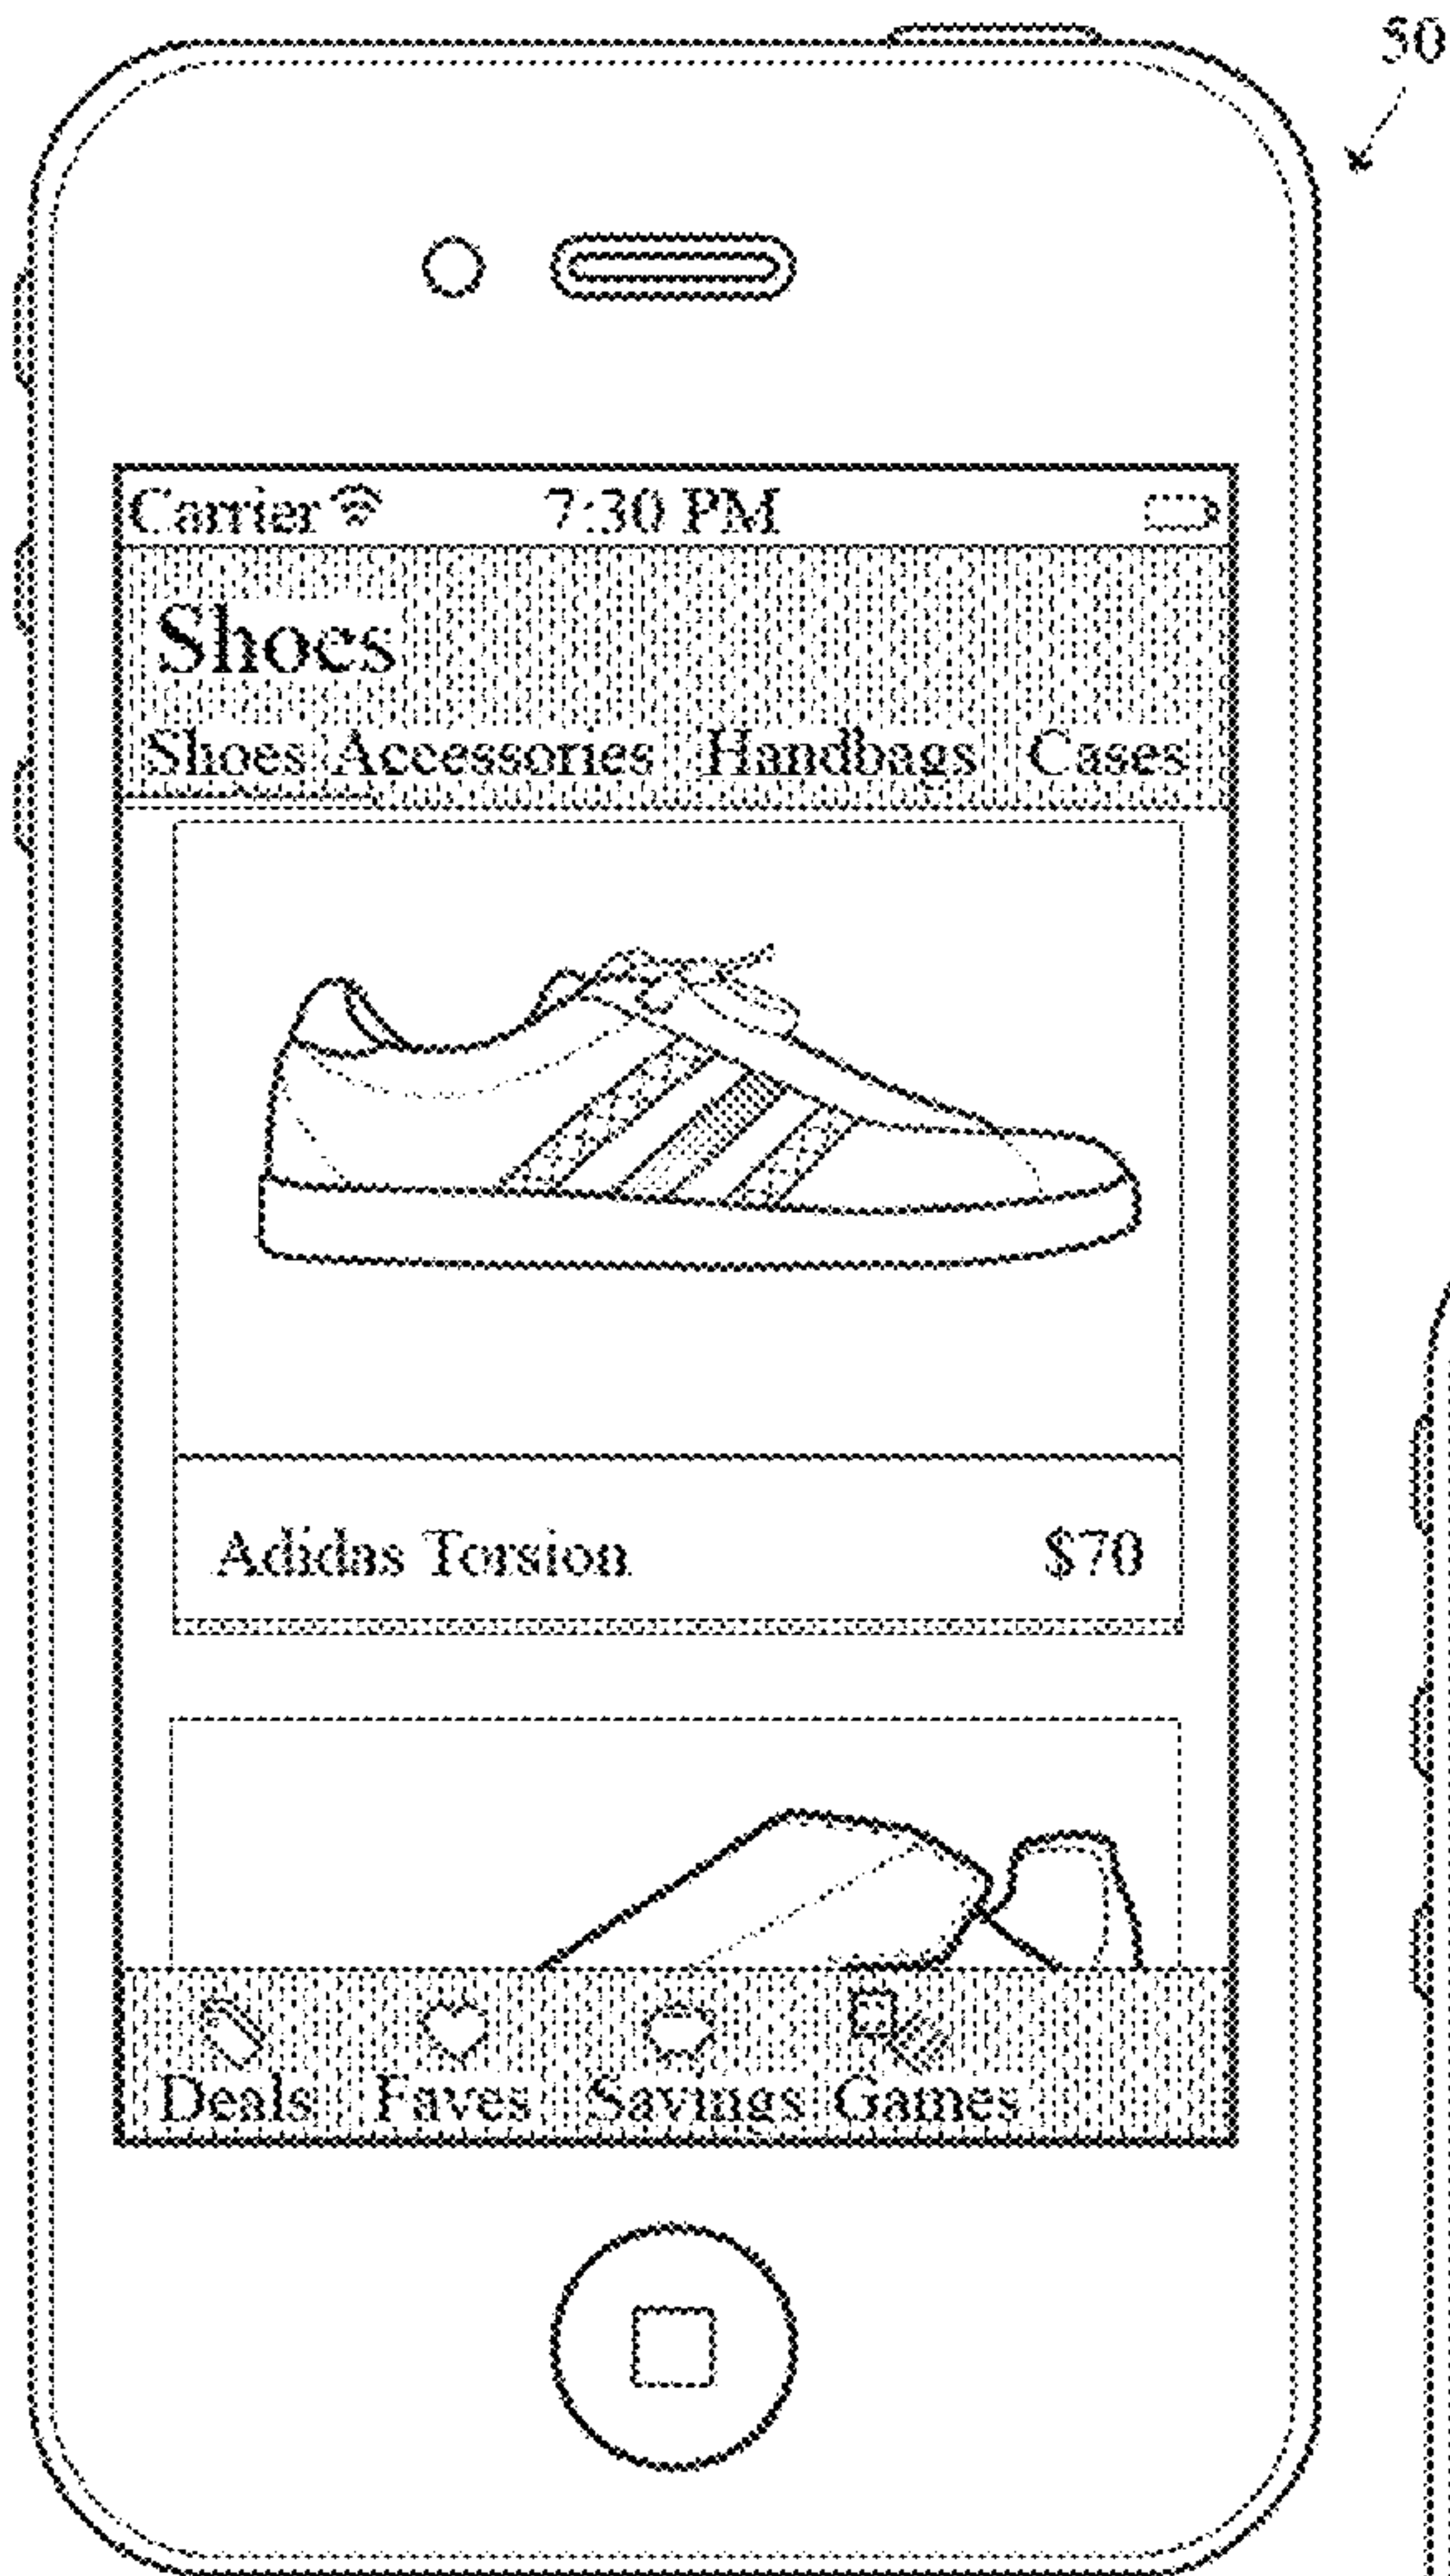 50
Carrier 7:30 PM
Shoes
Shoes Accessories Handbags Cases
Adidas Torsion $70
Deals Faves Savings Games